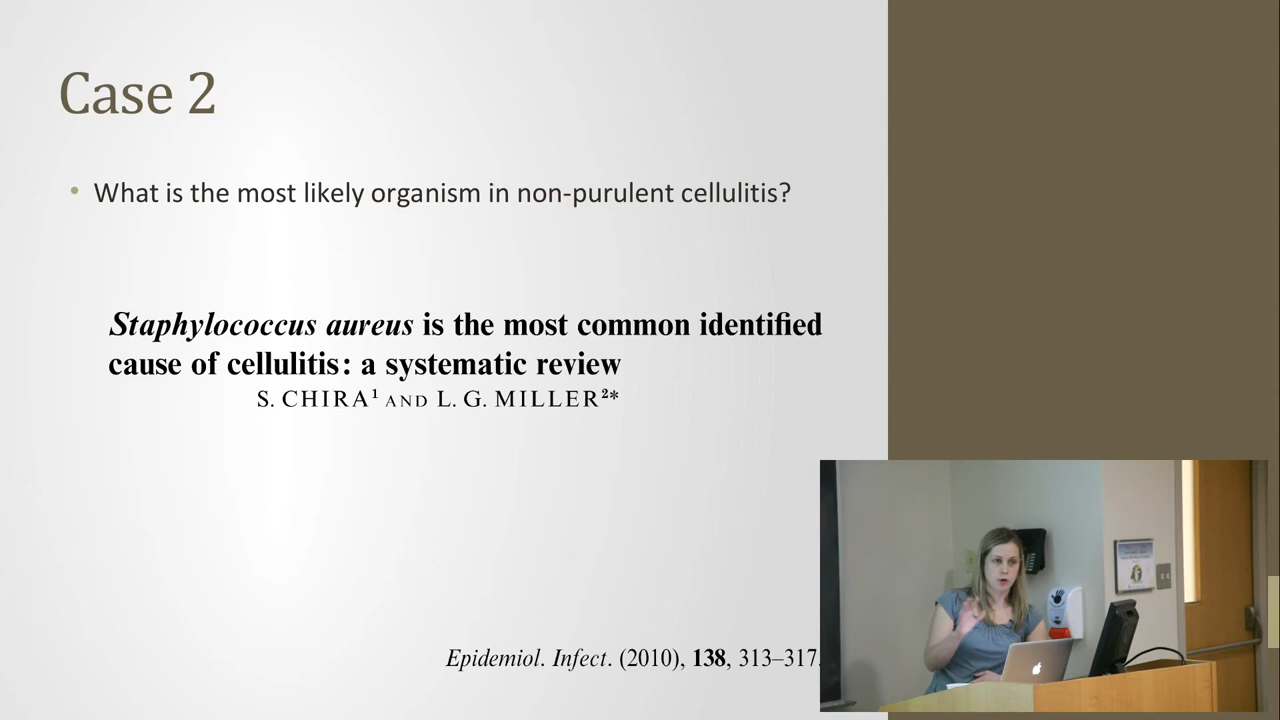 Case 2
• What is the most likely organism in non-purulent cellulitis?
Staphylococcus aureus is the most common identified
cause of cellulitis: a systematic review
S. CHIRA¹ AND L. G. MILLER²*
Epidemiol. Infect. (2010), 138, 313–317.